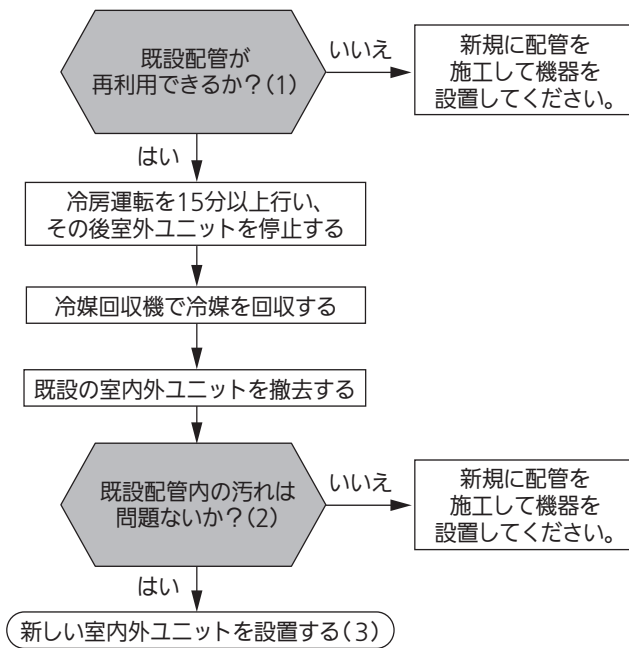 既設配管が
再利用できるか？(1)
いいえ
新規に配管を
施工して機器を
設置してください。
はい
冷房運転を15分以上行い、
その後室外ユニットを停止する
冷媒回収機で冷媒を回収する
既設の室内外ユニットを撤去する
既設配管内の汚れは
問題ないか？(2)
いいえ
新規に配管を
施工して機器を
設置してください。
はい
新しい室内外ユニットを設置する(3)